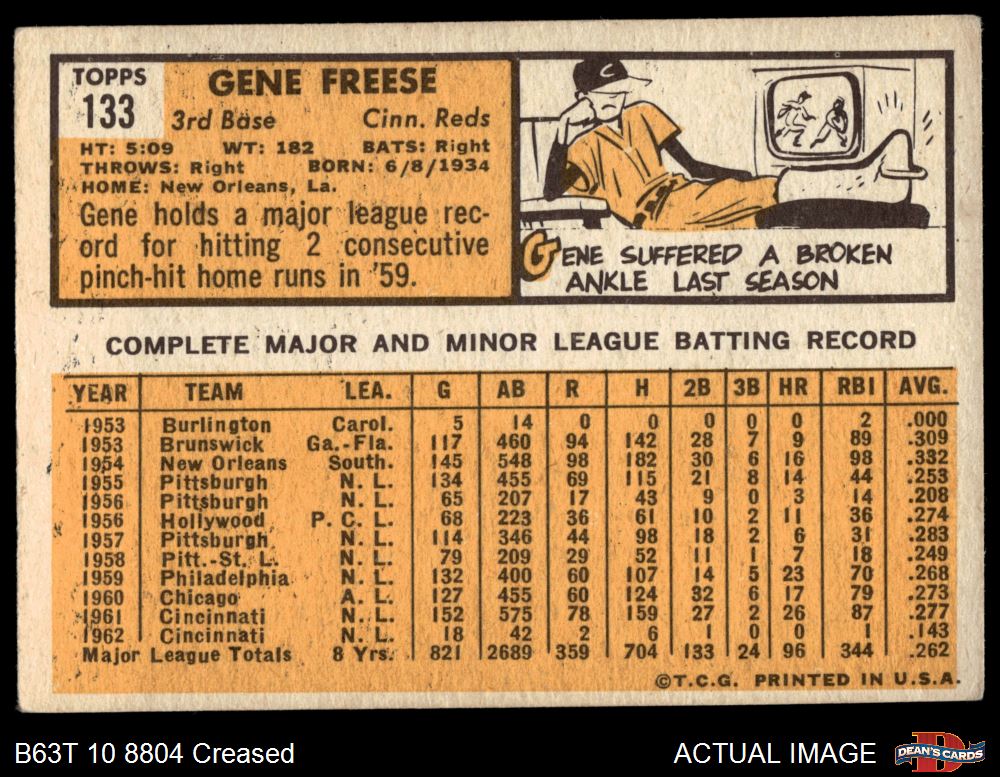 TOPPS
133
GENE FREESE
3rd Base Cinn. Reds
HT: 5:09 WT: 182 BATS: Right
THROWS: Right BORN: 6/8/1934
HOME: New Orleans, La.
Gene holds a major league rec-
ord for hitting 2 consecutive
pinch-hit home runs in '59.
C
GENE SUFFERED A BROKEN
ANKLE LAST SEASON
COMPLETE MAJOR AND MINOR LEAGUE BATTING RECORD
YEAR TEAM LEA. G AB R H 2B 3B HR RBI AVG.
1953 Burlington Carol. 5 14 0 0 0 0 0 2 .000
1953 Brunswick Ga.-Fla. 117 460 94 142 28 7 9 89 .309
1954 New Orleans South. 145 548 98 182 30 6 16 98 .332
1955 Pittsburgh N. L. 134 455 69 115 21 8 14 44 .253
1956 Pittsburgh N. L. 65 207 17 43 9 0 3 14 .208
1956 Hollywood P. C. L. 68 223 36 61 10 2 11 36 .274
1957 Pittsburgh N. L. 114 346 44 98 18 2 6 31 .283
1958 Pitt.-St. L. N. L. 79 209 29 52 11 1 7 18 .249
1959 Philadelphia N. L. 132 400 60 107 14 5 23 70 .268
1960 Chicago A. L. 127 455 60 124 32 6 17 79 .273
1961 Cincinnati N. L. 152 575 78 159 27 2 26 87 .277
1962 Cincinnati N. L. 18 42 2 6 1 0 0 1 .143
Major League Totals 8 Yrs. 821 2689 359 704 133 24 96 344 .262
©T.C.G. PRINTED IN U.S.A.
B63T 10 8804 Creased ACTUAL IMAGE
D
DEAN'S CARDS